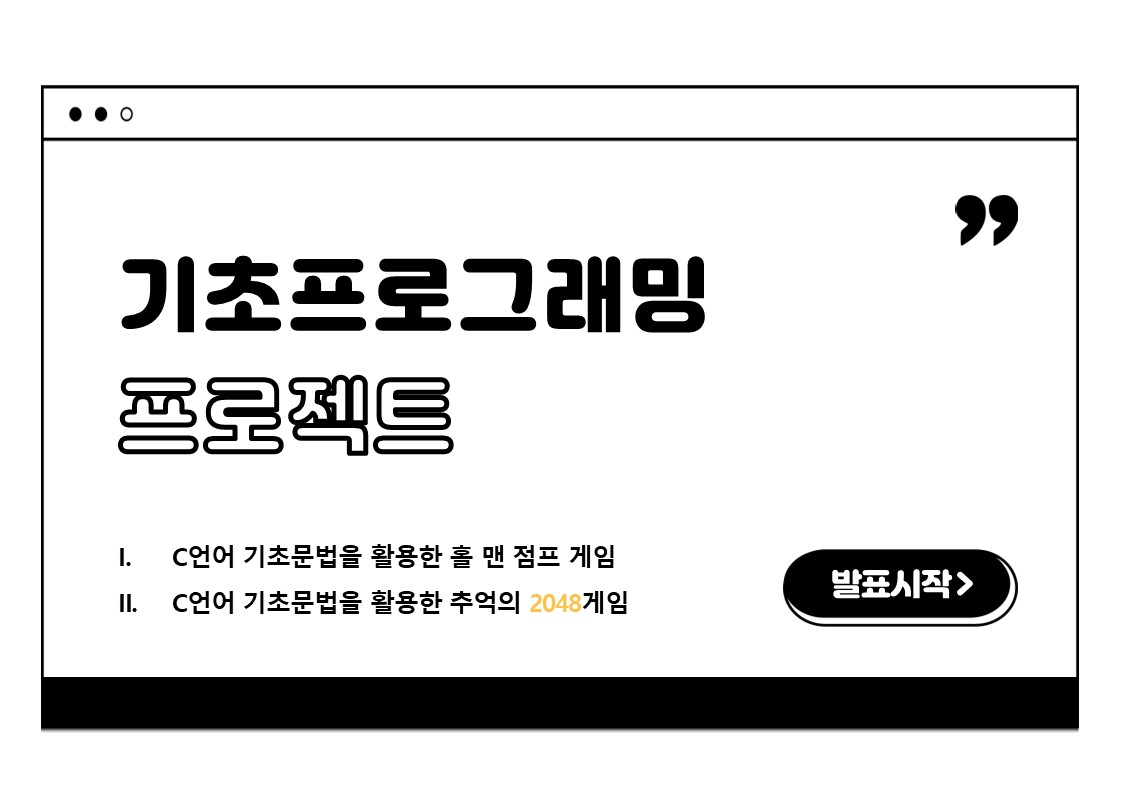 ”
기초프로그래밍
프로젝트
I. C언어 기초문법을 활용한 홀 맨 점프 게임
II. C언어 기초문법을 활용한 추억의 2048게임
발표시작 >